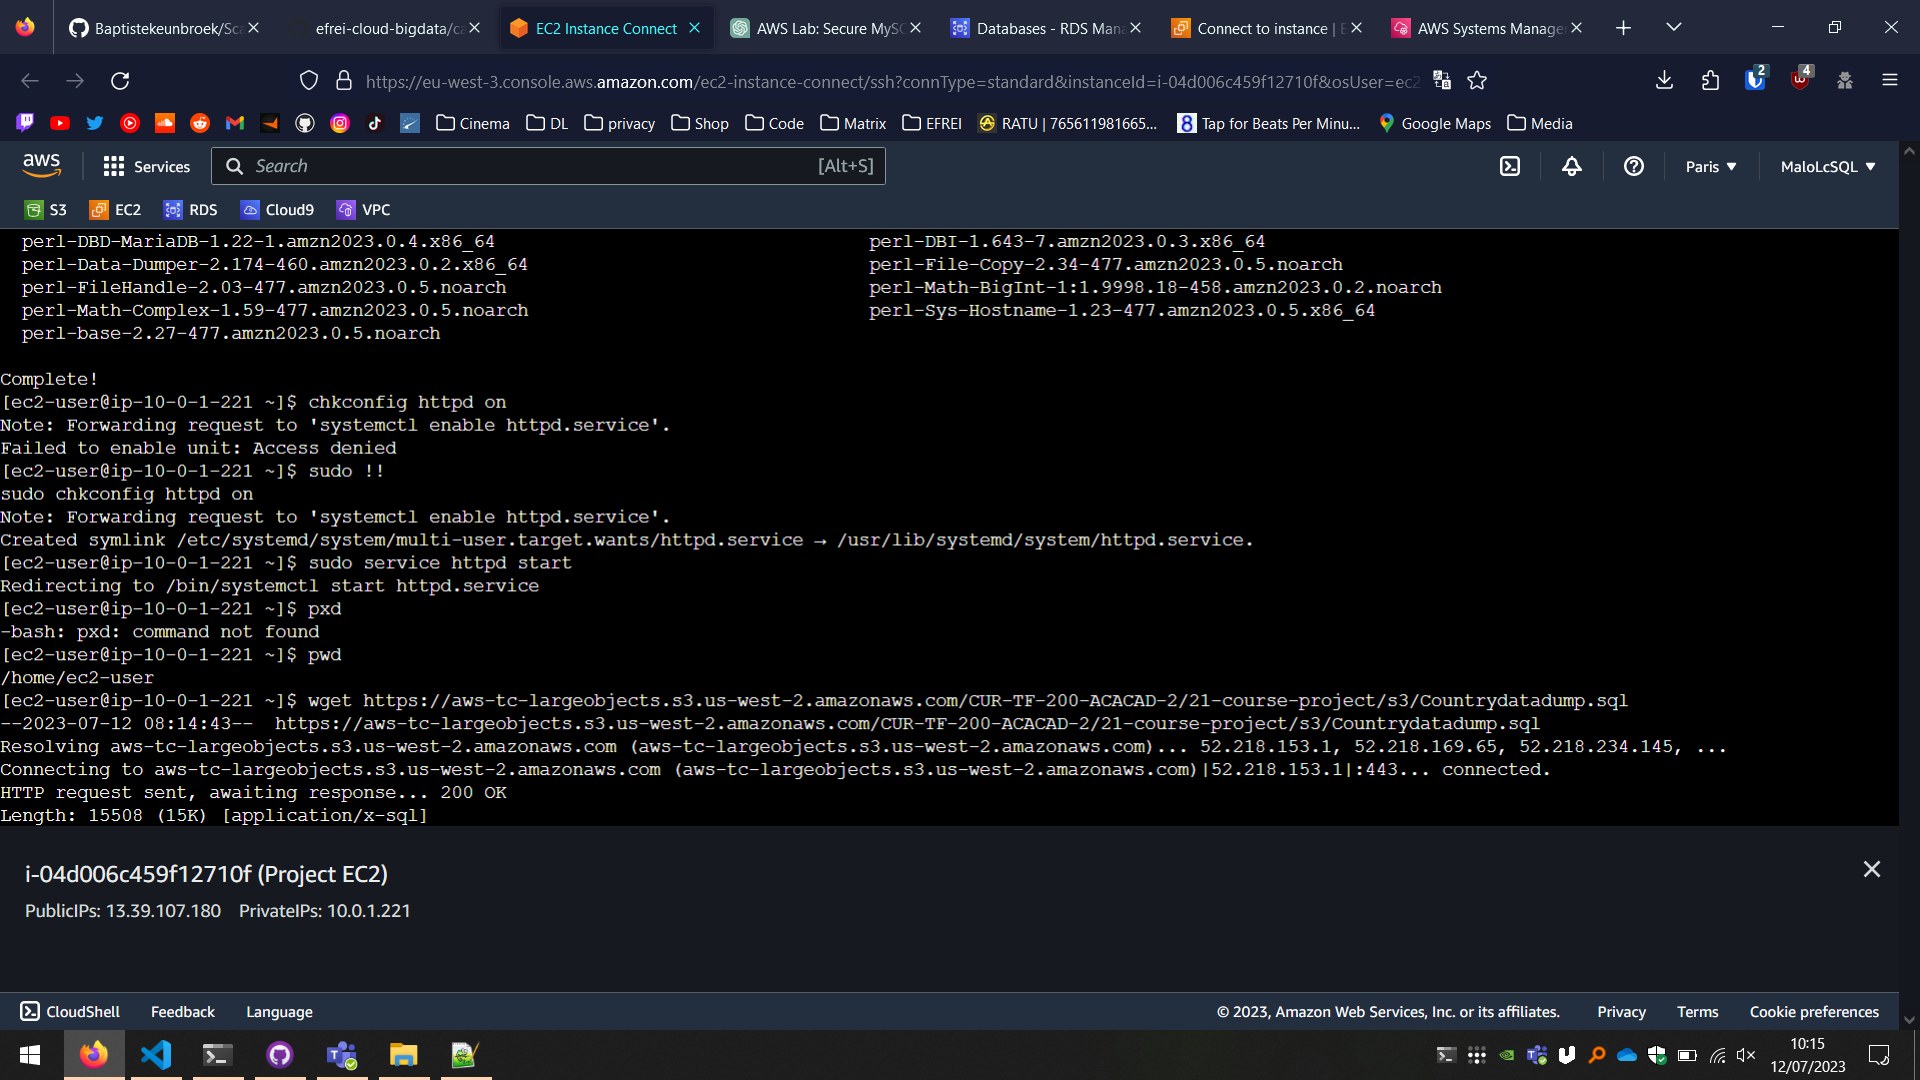 Baptistekeunbroek/Sca
efrei-cloud-bigdata/ca
EC2 Instance Connect
AWS Lab: Secure MySQ
Databases - RDS Mana
Connect to instance | E
AWS Systems Manage
https://eu-west-3.console.aws.amazon.com/ec2-instance-connect/ssh?connType=standard&instanceId=i-04d006c459f12710f&osUser=ec2
2
4
Cinema
DL
privacy
Shop
Code
Matrix
EFREI
RATU | 765611981665...
8
Tap for Beats Per Minu...
Google Maps
Media
aws
Services
Search
[Alt+S]
Paris
MaloLcSQL
S3
EC2
RDS
Cloud9
VPC
perl-DBD-MariaDB-1.22-1.amzn2023.0.4.x86_64 perl-DBI-1.643-7.amzn2023.0.3.x86_64
perl-Data-Dumper-2.174-460.amzn2023.0.2.x86_64 perl-File-Copy-2.34-477.amzn2023.0.5.noarch
perl-FileHandle-2.03-477.amzn2023.0.5.noarch perl-Math-BigInt-1:1.9998.18-458.amzn2023.0.2.noarch
perl-Math-Complex-1.59-477.amzn2023.0.5.noarch perl-Sys-Hostname-1.23-477.amzn2023.0.5.x86_64
perl-base-2.27-477.amzn2023.0.5.noarch
Complete!
[ec2-user@ip-10-0-1-221 ~]$ chkconfig httpd on
Note: Forwarding request to 'systemctl enable httpd.service'.
Failed to enable unit: Access denied
[ec2-user@ip-10-0-1-221 ~]$ sudo !!
sudo chkconfig httpd on
Note: Forwarding request to 'systemctl enable httpd.service'.
Created symlink /etc/systemd/system/multi-user.target.wants/httpd.service → /usr/lib/systemd/system/httpd.service.
[ec2-user@ip-10-0-1-221 ~]$ sudo service httpd start
Redirecting to /bin/systemctl start httpd.service
[ec2-user@ip-10-0-1-221 ~]$ pxd
-bash: pxd: command not found
[ec2-user@ip-10-0-1-221 ~]$ pwd
/home/ec2-user
[ec2-user@ip-10-0-1-221 ~]$ wget https://aws-tc-largeobjects.s3.us-west-2.amazonaws.com/CUR-TF-200-ACACAD-2/21-course-project/s3/Countrydatadump.sql
--2023-07-12 08:14:43--  https://aws-tc-largeobjects.s3.us-west-2.amazonaws.com/CUR-TF-200-ACACAD-2/21-course-project/s3/Countrydatadump.sql
Resolving aws-tc-largeobjects.s3.us-west-2.amazonaws.com (aws-tc-largeobjects.s3.us-west-2.amazonaws.com)... 52.218.153.1, 52.218.169.65, 52.218.234.145, ...
Connecting to aws-tc-largeobjects.s3.us-west-2.amazonaws.com (aws-tc-largeobjects.s3.us-west-2.amazonaws.com)|52.218.153.1|:443... connected.
HTTP request sent, awaiting response... 200 OK
Length: 15508 (15K) [application/x-sql]
i-04d006c459f12710f (Project EC2)
PublicIPs: 13.39.107.180 PrivateIPs: 10.0.1.221
CloudShell
Feedback
Language
© 2023, Amazon Web Services, Inc. or its affiliates.
Privacy
Terms
Cookie preferences
10:15
12/07/2023